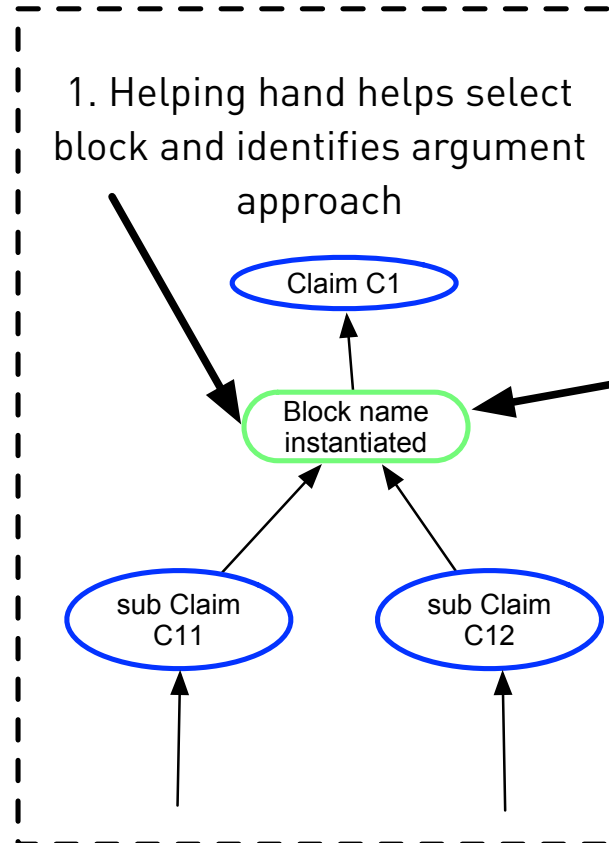 1. Helping hand helps select
block and identifies argument
approach
Claim C1
Block name
instantiated
sub Claim
C11
sub Claim
C12